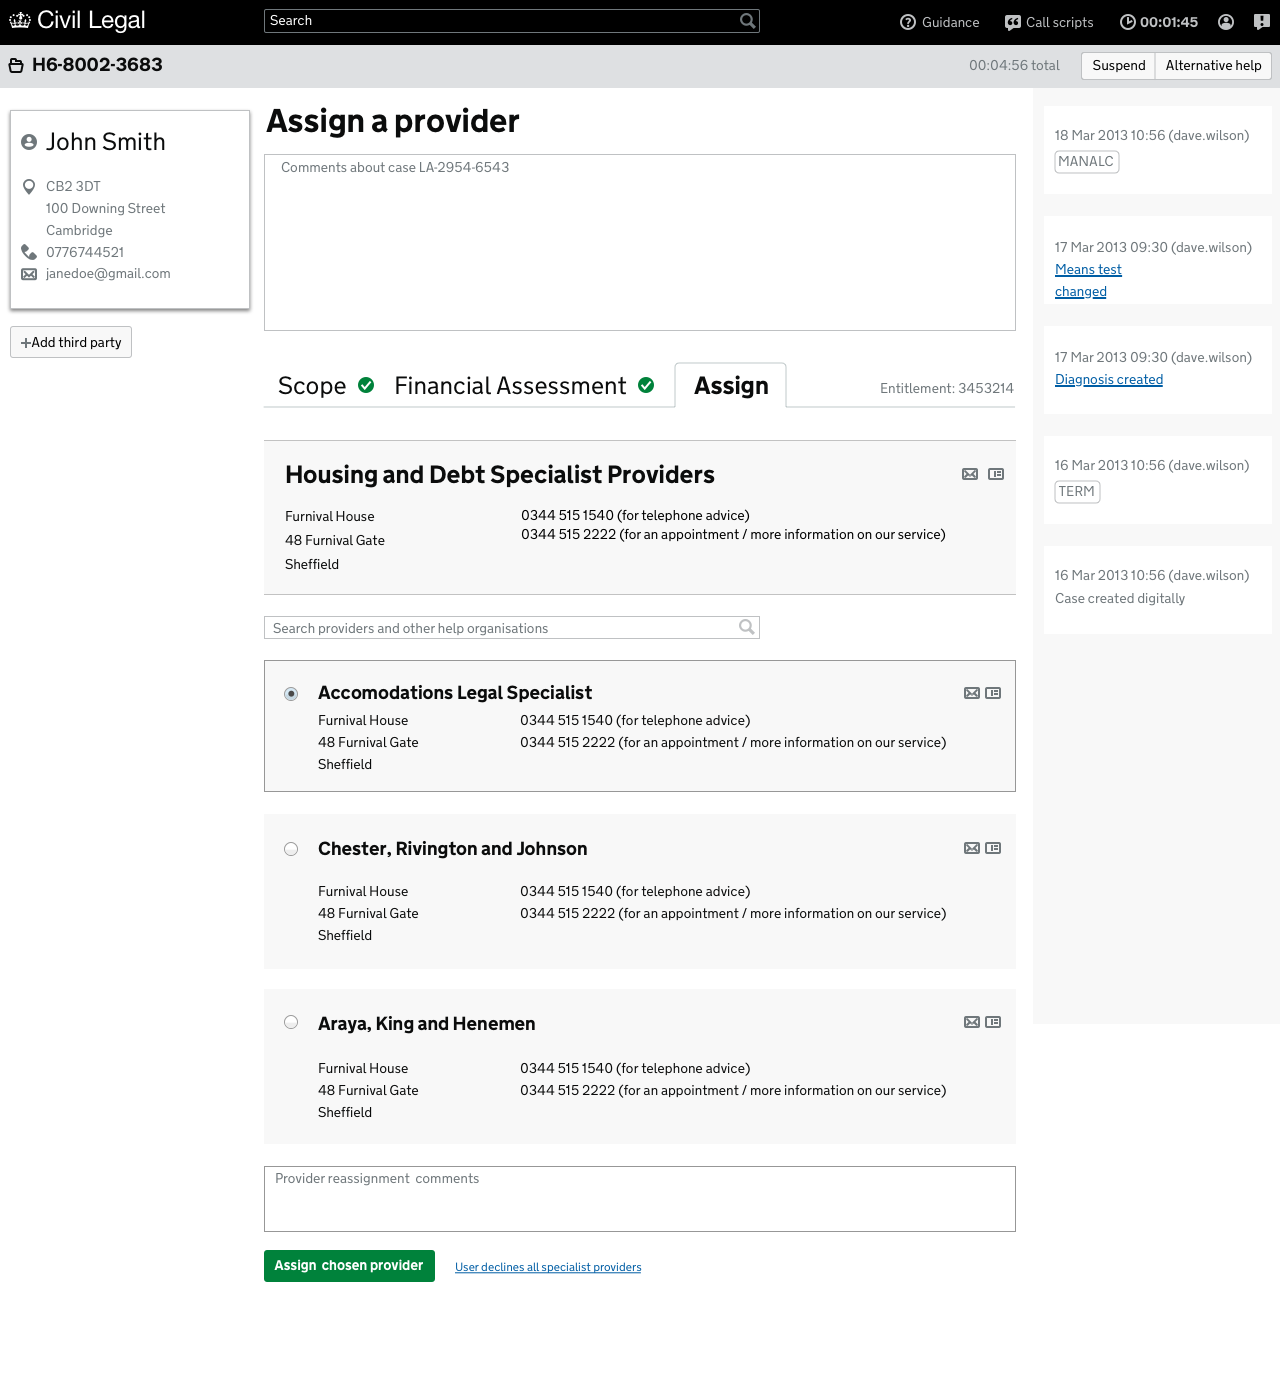 Civil Legal
Search
Guidance
Call scripts
00:01:45
H6-8002-3683
00:04:56 total
Suspend
Alternative help
John Smith
CB2 3DT
100 Downing Street
Cambridge
0776744521
janedoe@gmail.com
+Add third party
Assign a provider
Comments about case LA-2954-6543
Scope
Financial Assessment
Assign
Entitlement: 3453214
Housing and Debt Specialist Providers
Furnival House
48 Furnival Gate
Sheffield
0344 515 1540 (for telephone advice)
0344 515 2222 (for an appointment / more information on our service)
Search providers and other help organisations
Accomodations Legal Specialist
Furnival House
48 Furnival Gate
Sheffield
0344 515 1540 (for telephone advice)
0344 515 2222 (for an appointment / more information on our service)
Chester, Rivington and Johnson
Furnival House
48 Furnival Gate
Sheffield
0344 515 1540 (for telephone advice)
0344 515 2222 (for an appointment / more information on our service)
Araya, King and Henemen
Furnival House
48 Furnival Gate
Sheffield
0344 515 1540 (for telephone advice)
0344 515 2222 (for an appointment / more information on our service)
Provider reassignment comments
Assign chosen provider
User declines all specialist providers
18 Mar 2013 10:56 (dave.wilson)
MANALC
17 Mar 2013 09:30 (dave.wilson)
Means test
changed
17 Mar 2013 09:30 (dave.wilson)
Diagnosis created
16 Mar 2013 10:56 (dave.wilson)
TERM
16 Mar 2013 10:56 (dave.wilson)
Case created digitally